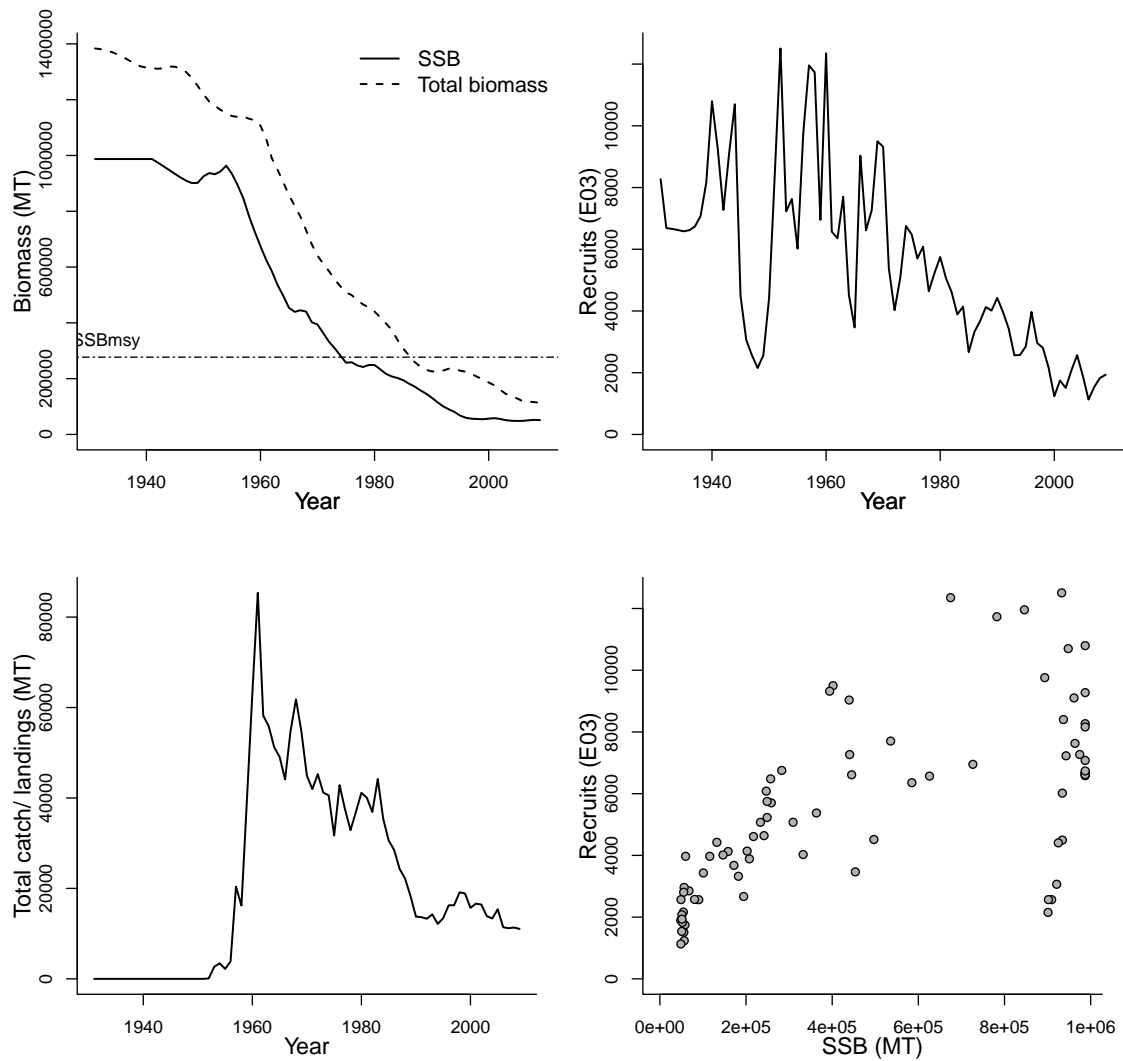 SSB
Total biomass
SSBmsy
Biomass (MT)
0
200000
600000
1000000
1400000
1940
1960
1980
2000
Year
Recruits (E03)
0
2000
4000
6000
8000
10000
1940
1960
1980
2000
Year
Total catch/ landings (MT)
0
20000
40000
60000
80000
1940
1960
1980
2000
Year
Recruits (E03)
0
2000
4000
6000
8000
10000
0e+00
2e+05
4e+05
6e+05
8e+05
1e+06
SSB (MT)